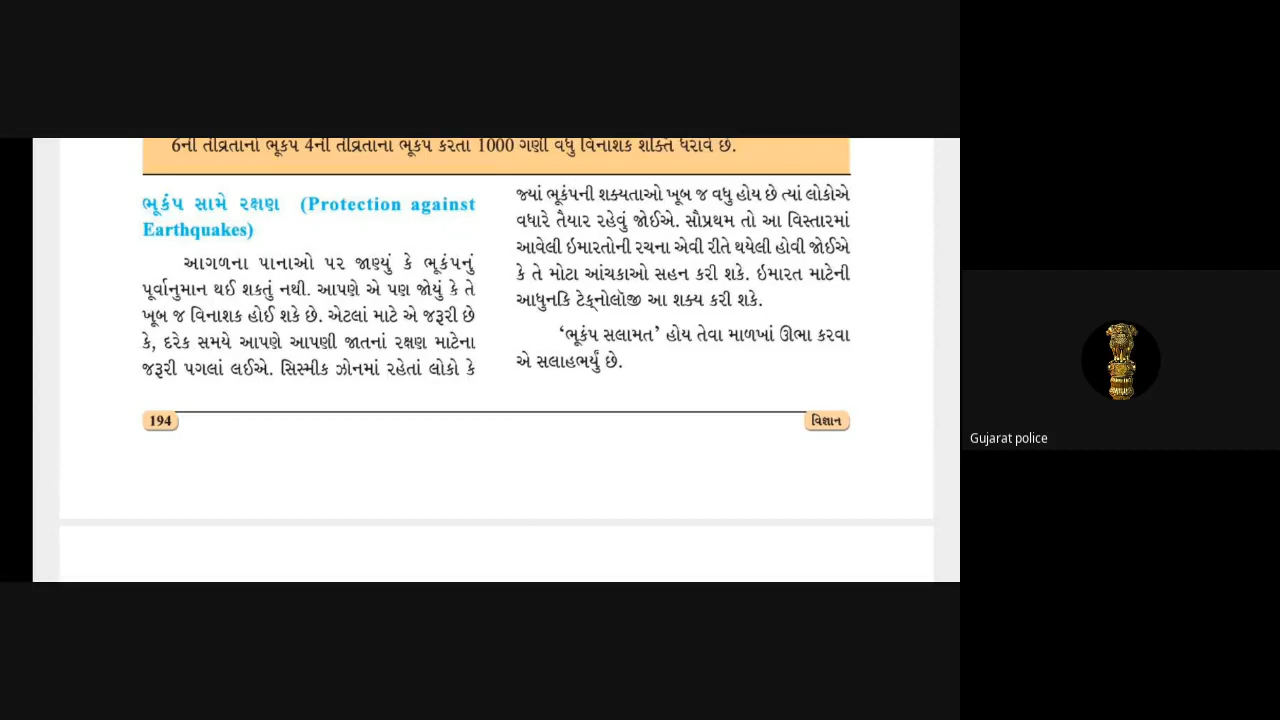 6ની તીવ્રતાનો ભૂકંપ 4ની તીવ્રતાના ભૂકંપ કરતાં 1000 ગણી વધુ વિનાશક શક્તિ ધરાવે છે.
ભૂકંપ સામે રક્ષણ (Protection against
Earthquakes)
આગળના પાનાઓ પર જાણ્યું કે ભૂકંપનું
પૂર્વાનુમાન થઈ શકતું નથી. આપણે એ પણ જોયું કે તે
ખૂબ જ વિનાશક હોઈ શકે છે. એટલાં માટે એ જરૂરી છે
કે, દરેક સમયે આપણે આપણી જાતનાં રક્ષણ માટેના
જરૂરી પગલાં લઈએ. સિસ્મીક ઝોનમાં રહેતાં લોકો કે
જ્યાં ભૂકંપની શક્યતાઓ ખૂબ જ વધુ હોય છે ત્યાં લોકોએ
વધારે તૈયાર રહેવું જોઈએ. સૌપ્રથમ તો આ વિસ્તારમાં
આવેલી ઇમારતોની રચના એવી રીતે થયેલી હોવી જોઈએ
કે તે મોટા આંચકાઓ સહન કરી શકે. ઇમારત માટેની
આધુનકિ ટેક્નોલૉજી આ શક્ય કરી શકે.
‘ભૂકંપ સલામત’ હોય તેવા માળખાં ઊભા કરવા
એ સલાહભર્યું છે.
194
વિજ્ઞાન
Gujarat police